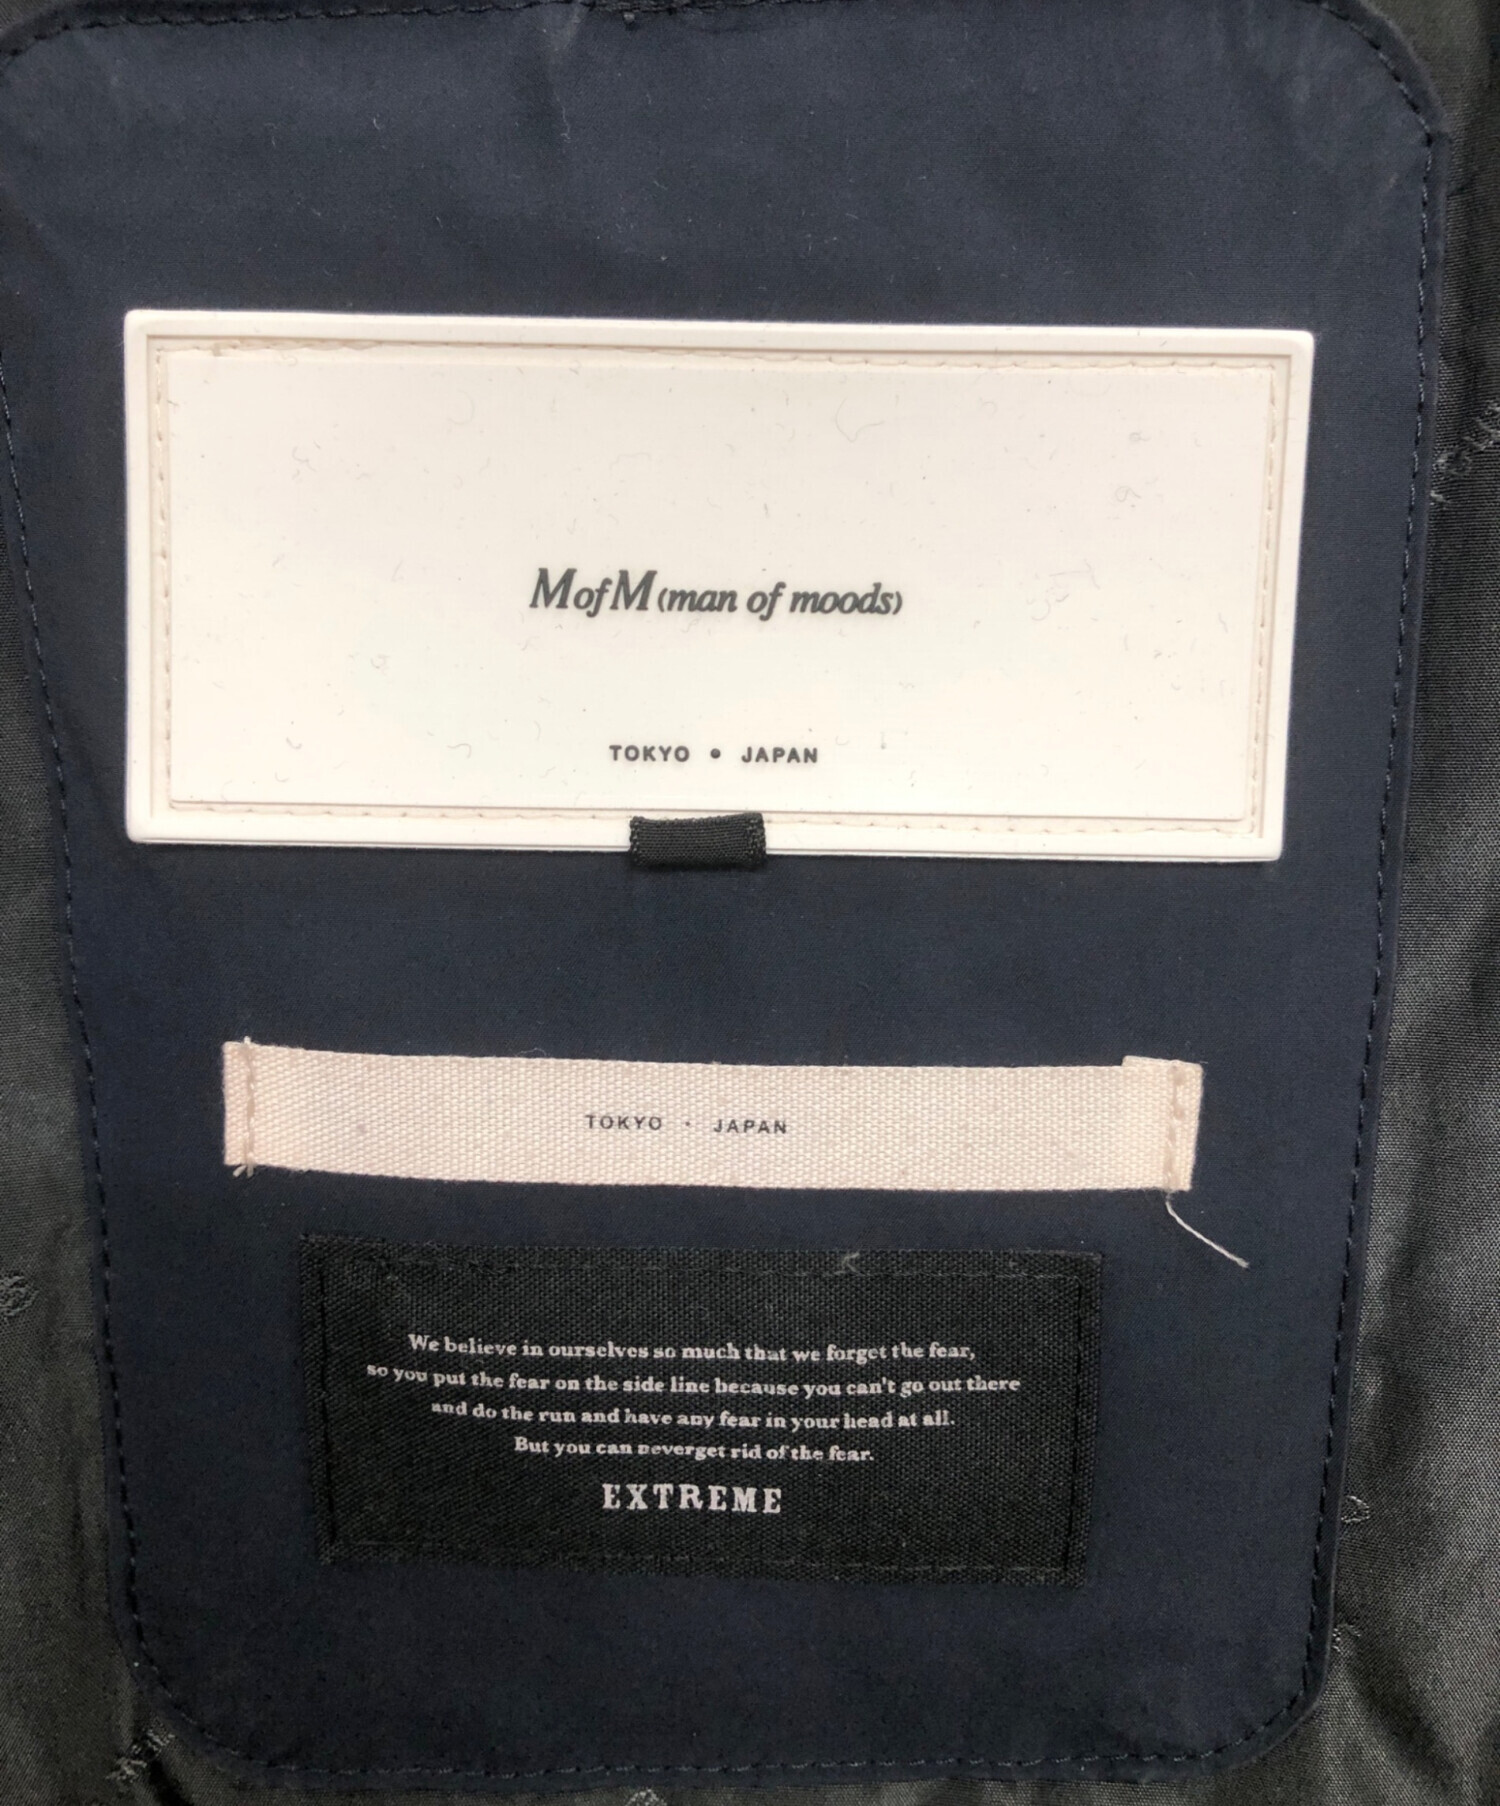 MofM (man of moods)
TOKYO • JAPAN
TOKYO · JAPAN
We believe in ourselves so much that we forget the fear,
so you put the fear on the side line because you can't go out there
and do the run and have any fear in your head at all.
But you can neverget rid of the fear.
EXTREME